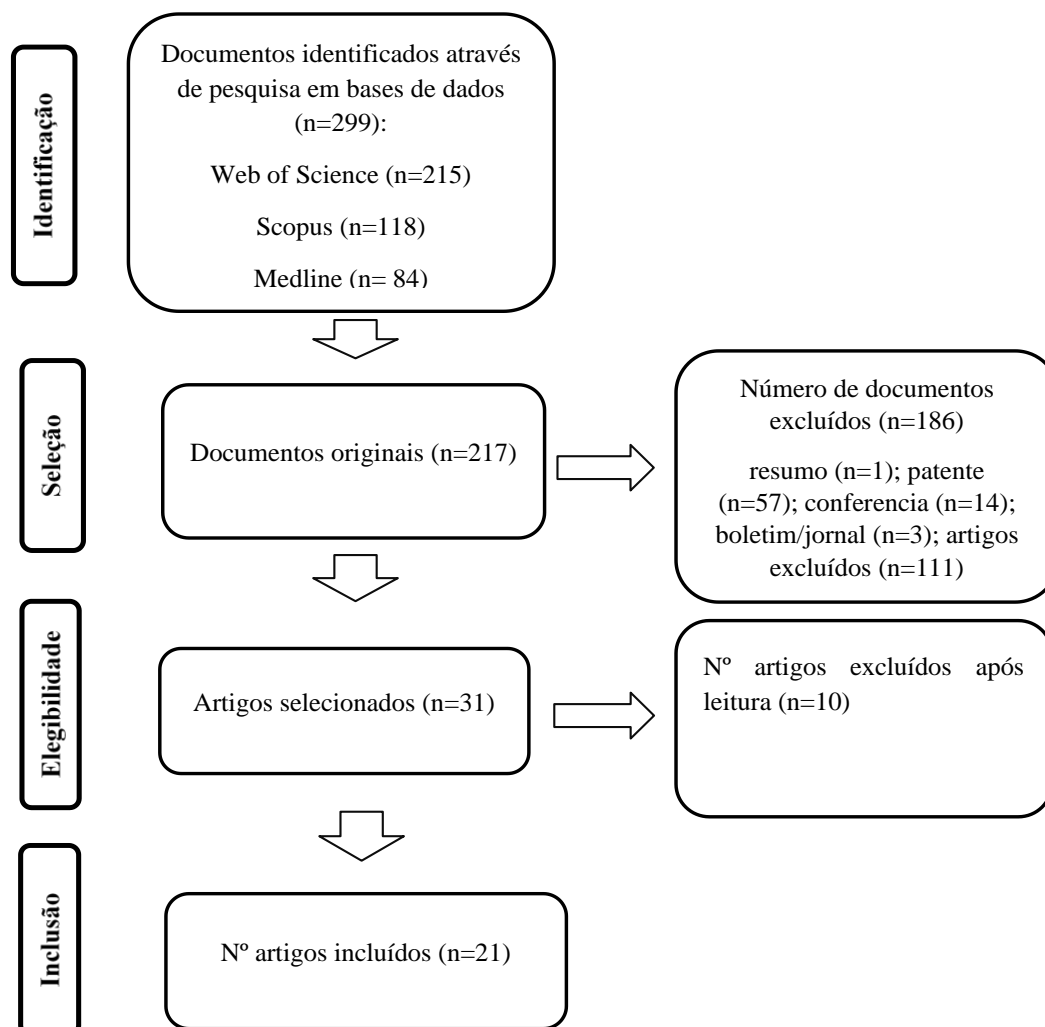 Identificação
Documentos identificados através
de pesquisa em bases de dados
(n=299):
Web of Science (n=215)
Scopus (n=118)
Medline (n= 84)
Seleção
Documentos originais (n=217)
Número de documentos
excluídos (n=186)
resumo (n=1); patente
(n=57); conferencia (n=14);
boletim/jornal (n=3); artigos
excluídos (n=111)
Elegibilidade
Artigos selecionados (n=31)
Nº artigos excluídos após
leitura (n=10)
Inclusão
Nº artigos incluídos (n=21)